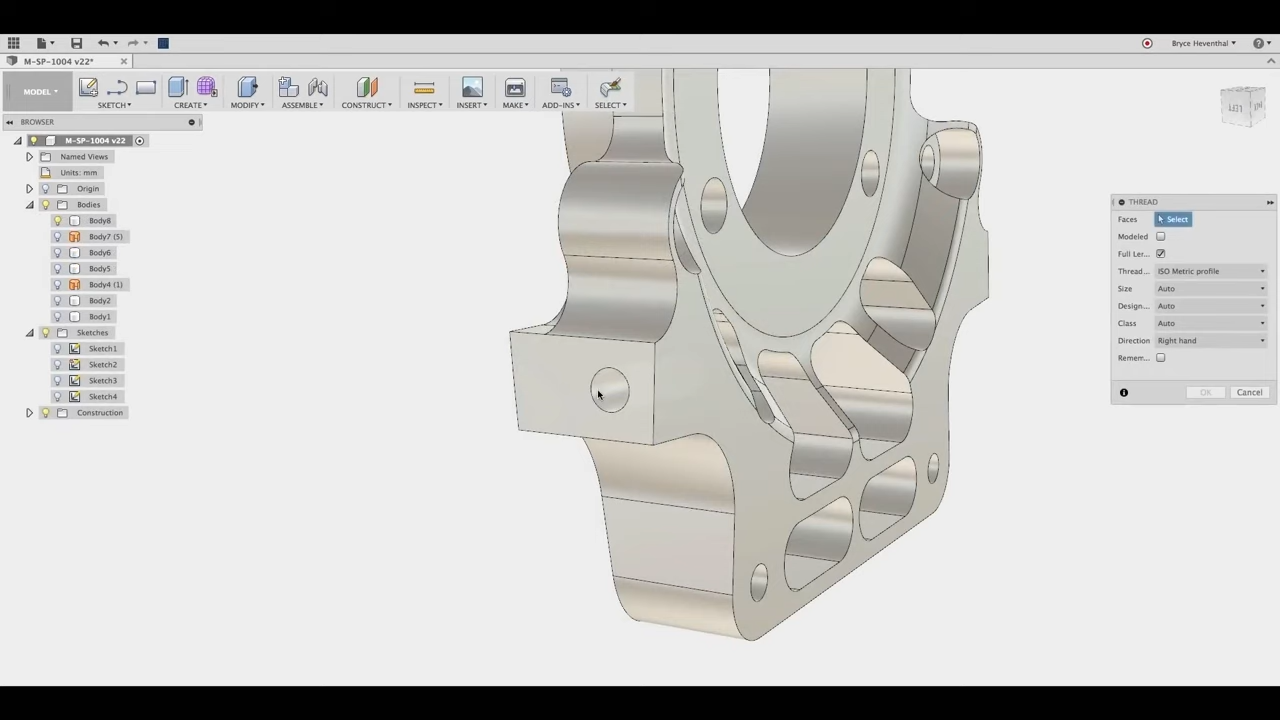 Bryce Heventhal
M-SP-1004 v22*
MODEL
SKETCH
CREATE
MODIFY
ASSEMBLE
CONSTRUCT
INSPECT
INSERT
MAKE
ADD-INS
SELECT
BROWSER
M-SP-1004 v22
Named Views
Units: mm
Origin
Bodies
Body8
Body7 (5)
Body6
Body5
Body4 (1)
Body2
Body1
Sketches
Sketch1
Sketch2
Sketch3
Sketch4
Construction
LEFT
THREAD
Faces Select
Modeled
Full Ler...
Thread... ISO Metric profile
Size Auto
Design... Auto
Class Auto
Direction Right hand
Remem...
OK Cancel